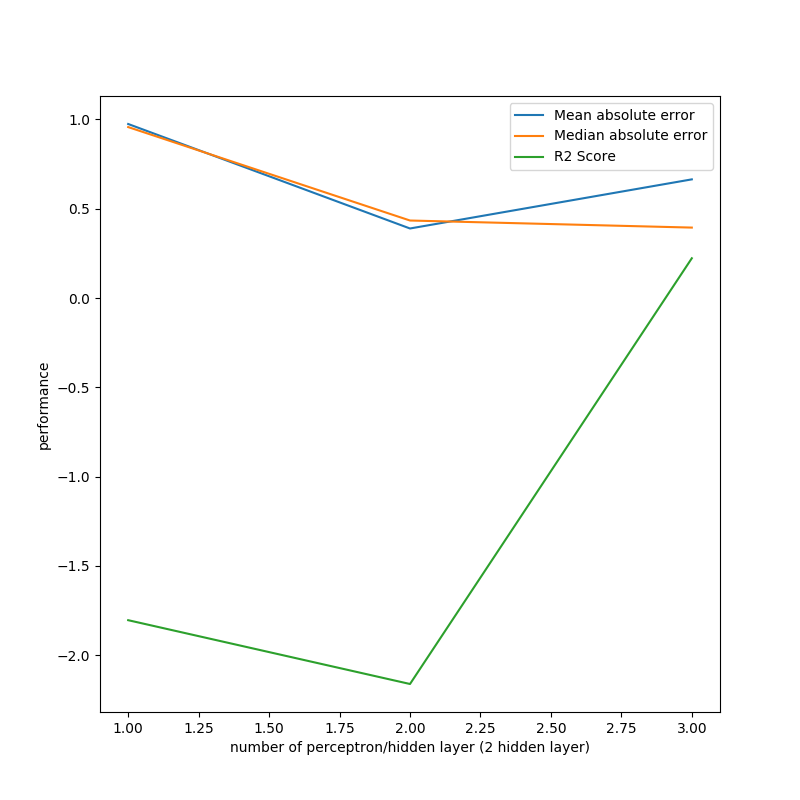 Mean absolute error
Median absolute error
R2 Score
1.0
0.5
0.0
−0.5
−1.0
−1.5
−2.0
performance
1.00 1.25 1.50 1.75 2.00 2.25 2.50 2.75 3.00
number of perceptron/hidden layer (2 hidden layer)